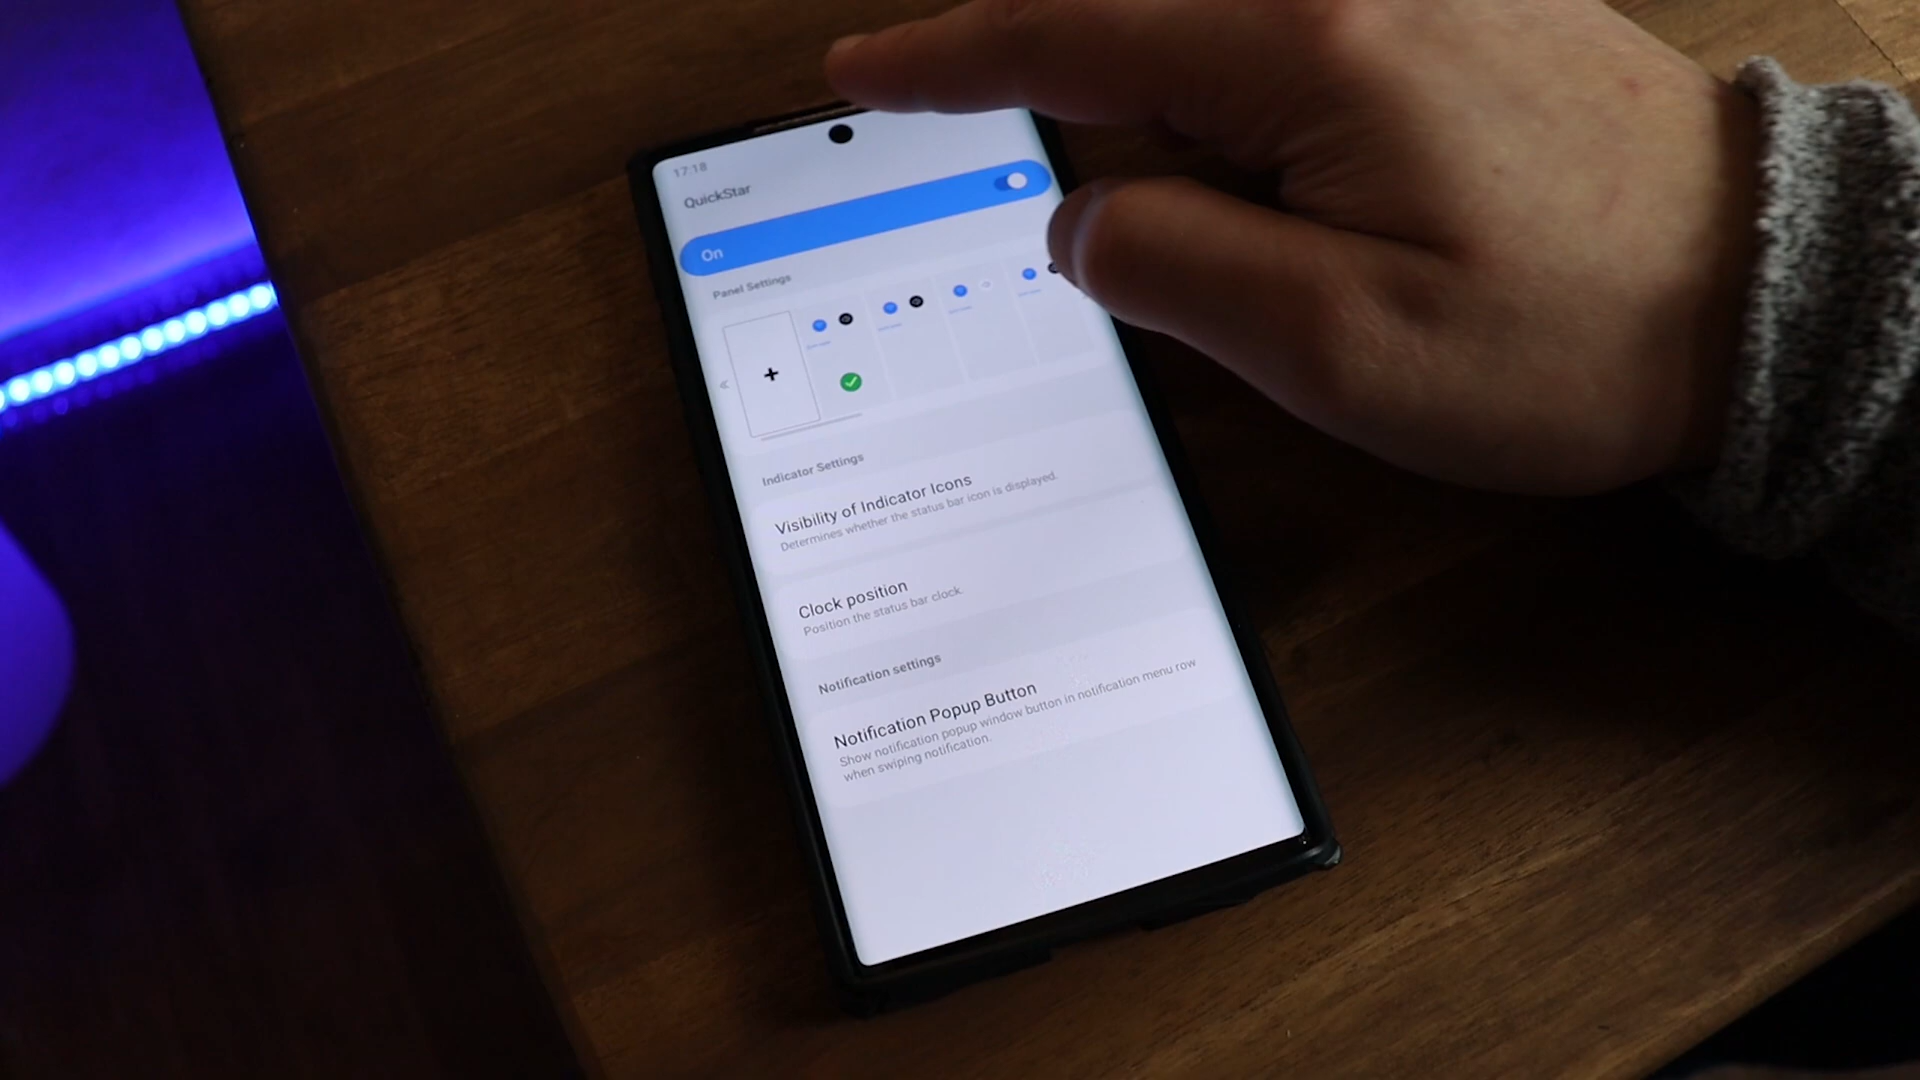 17:18
QuickStar
On
Panel Settings
Indicator Settings
Visibility of Indicator Icons
Determines whether the status bar icon is displayed.
Clock position
Position the status bar clock.
Notification settings
Notification Popup Button
Show notification popup window button in notification menu row
when swiping notification.